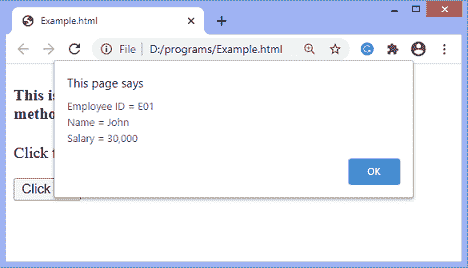 Example.html
File | D:/programs/Example.html
This is
metho
Click t
Click
This page says
Employee ID = E01
Name = John
Salary = 30,000
OK